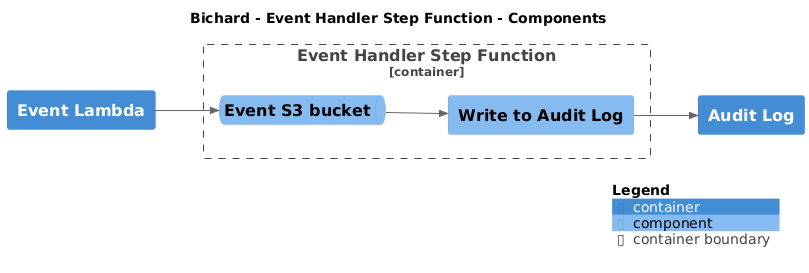 Bichard - Event Handler Step Function - Components
Event Handler Step Function
[container]
Event Lambda
Event S3 bucket
Write to Audit Log
Audit Log
Legend
container
component
container boundary